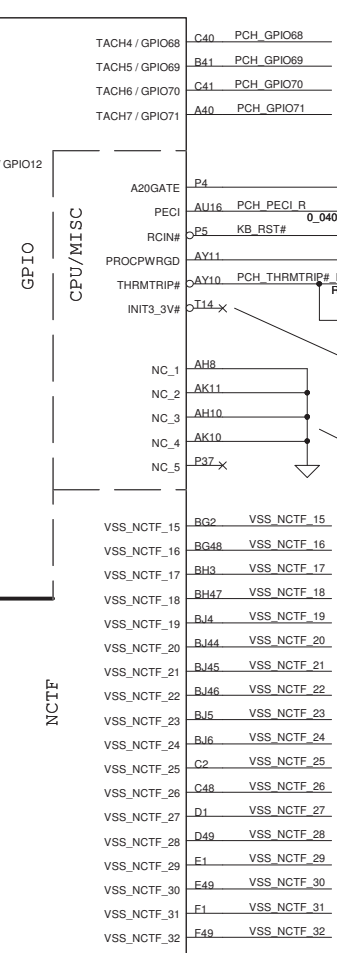 TACH4 / GPIO68 C40 PCH_GPIO68
TACH5 / GPIO69 B41 PCH_GPIO69
TACH6 / GPIO70 C41 PCH_GPIO70
TACH7 / GPIO71 A40 PCH_GPIO71
/ GPIO12
GPIO
CPU/MISC
A20GATE P4
PECI AU16 PCH_PECI_R
0_040
RCIN# P5 KB_RST#
PROCPWRGD AY11
THRMTRIP# AY10 PCH_THRMTRIP#_
R
INIT3_3V# T14
NC_1 AH8
NC_2 AK11
NC_3 AH10
NC_4 AK10
NC_5 P37
NCTF
VSS_NCTF_15 BG2 VSS_NCTF_15
VSS_NCTF_16 BG48 VSS_NCTF_16
VSS_NCTF_17 BH3 VSS_NCTF_17
VSS_NCTF_18 BH47 VSS_NCTF_18
VSS_NCTF_19 BJ4 VSS_NCTF_19
VSS_NCTF_20 BJ44 VSS_NCTF_20
VSS_NCTF_21 BJ45 VSS_NCTF_21
VSS_NCTF_22 BJ46 VSS_NCTF_22
VSS_NCTF_23 BJ5 VSS_NCTF_23
VSS_NCTF_24 BJ6 VSS_NCTF_24
VSS_NCTF_25 C2 VSS_NCTF_25
VSS_NCTF_26 C48 VSS_NCTF_26
VSS_NCTF_27 D1 VSS_NCTF_27
VSS_NCTF_28 D49 VSS_NCTF_28
VSS_NCTF_29 E1 VSS_NCTF_29
VSS_NCTF_30 E49 VSS_NCTF_30
VSS_NCTF_31 F1 VSS_NCTF_31
VSS_NCTF_32 F49 VSS_NCTF_32